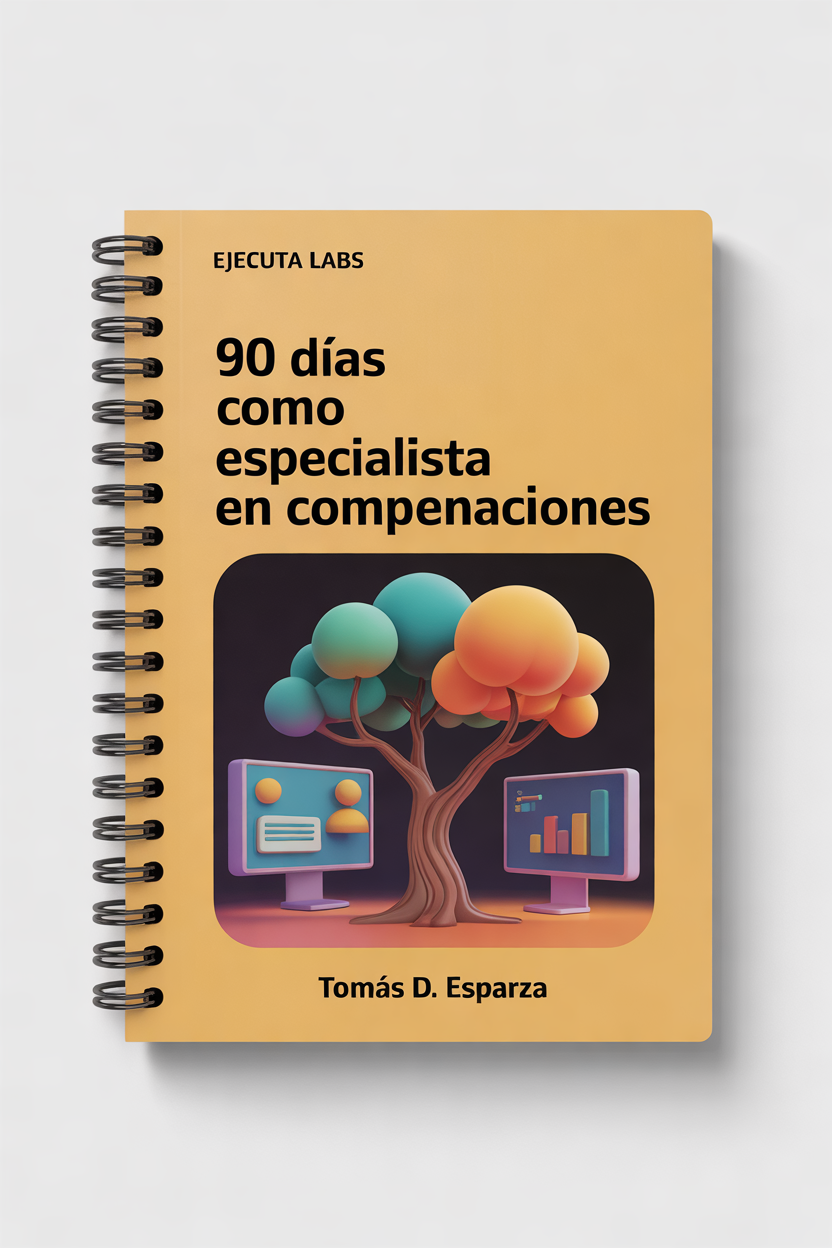 EJECUTA LABS
90 días
como
especialista
en compenaciones
Tomás D. Esparza